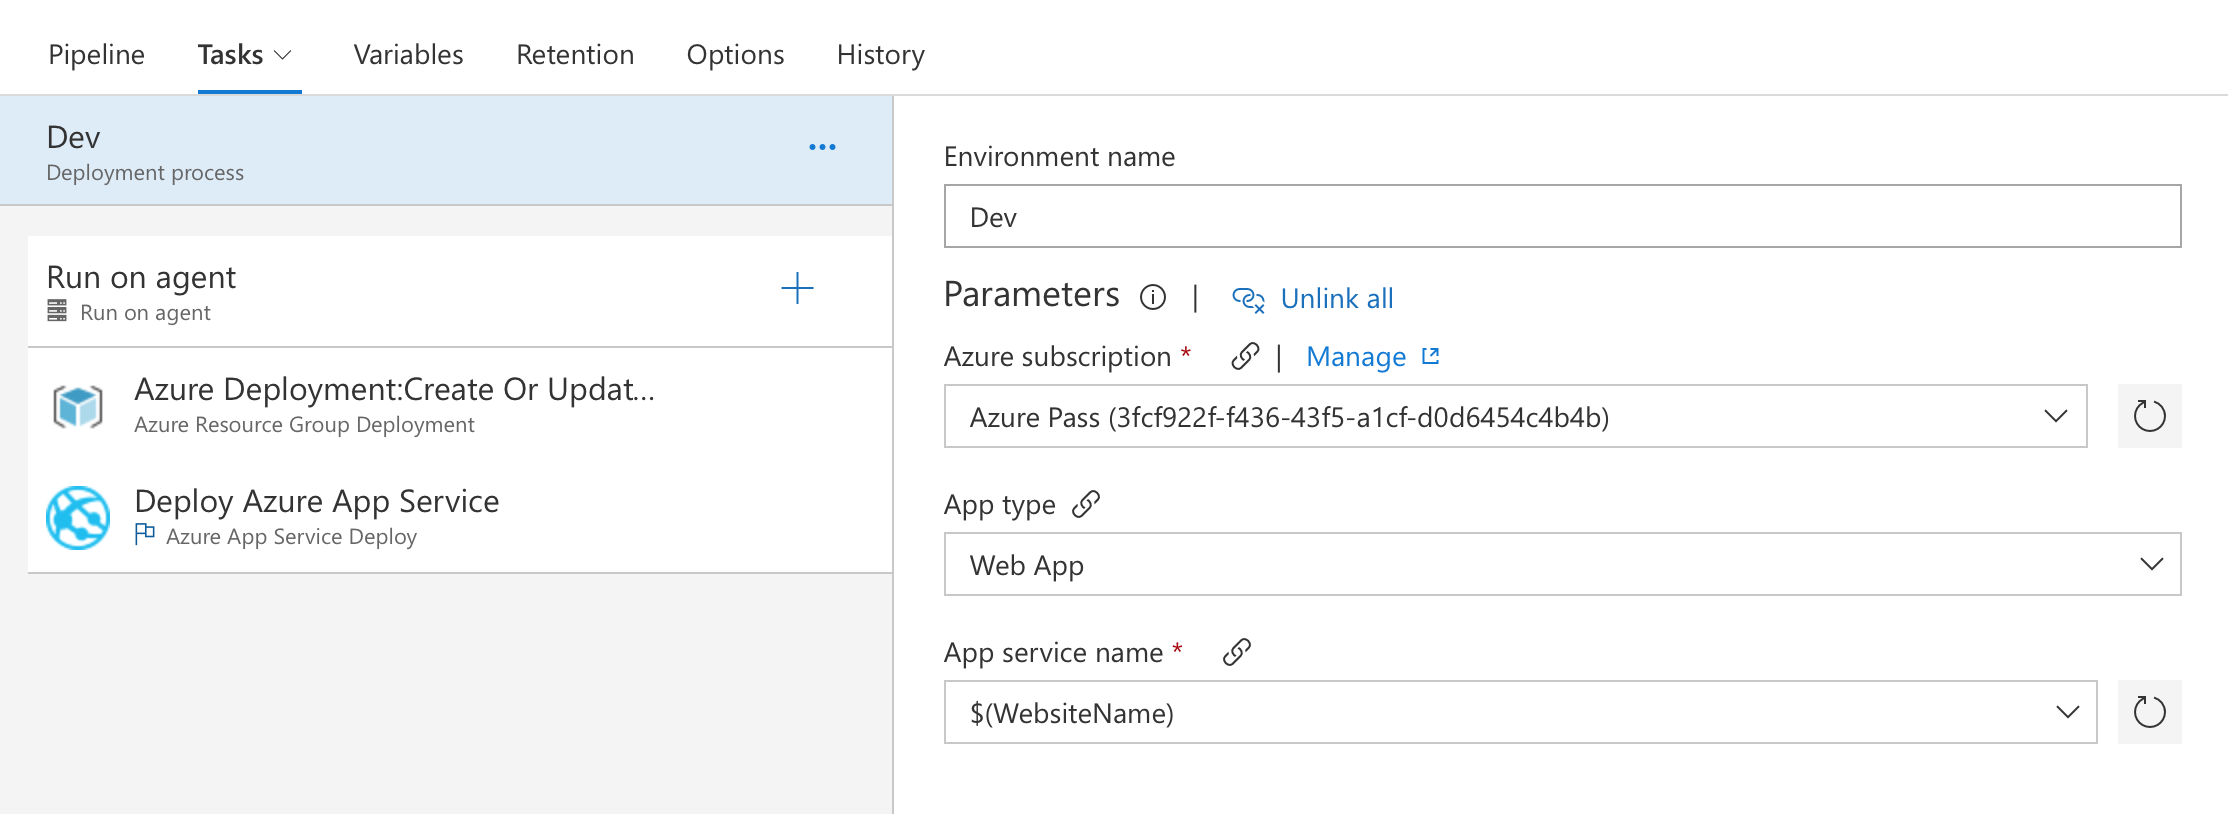 Pipeline Tasks Variables Retention Options History
Dev
Deployment process
Run on agent
Run on agent
Azure Deployment:Create Or Updat...
Azure Resource Group Deployment
Deploy Azure App Service
Azure App Service Deploy
Environment name
Dev
Parameters | Unlink all
Azure subscription * | Manage
Azure Pass (3fcf922f-f436-43f5-a1cf-d0d6454c4b4b)
App type
Web App
App service name *
$(WebsiteName)